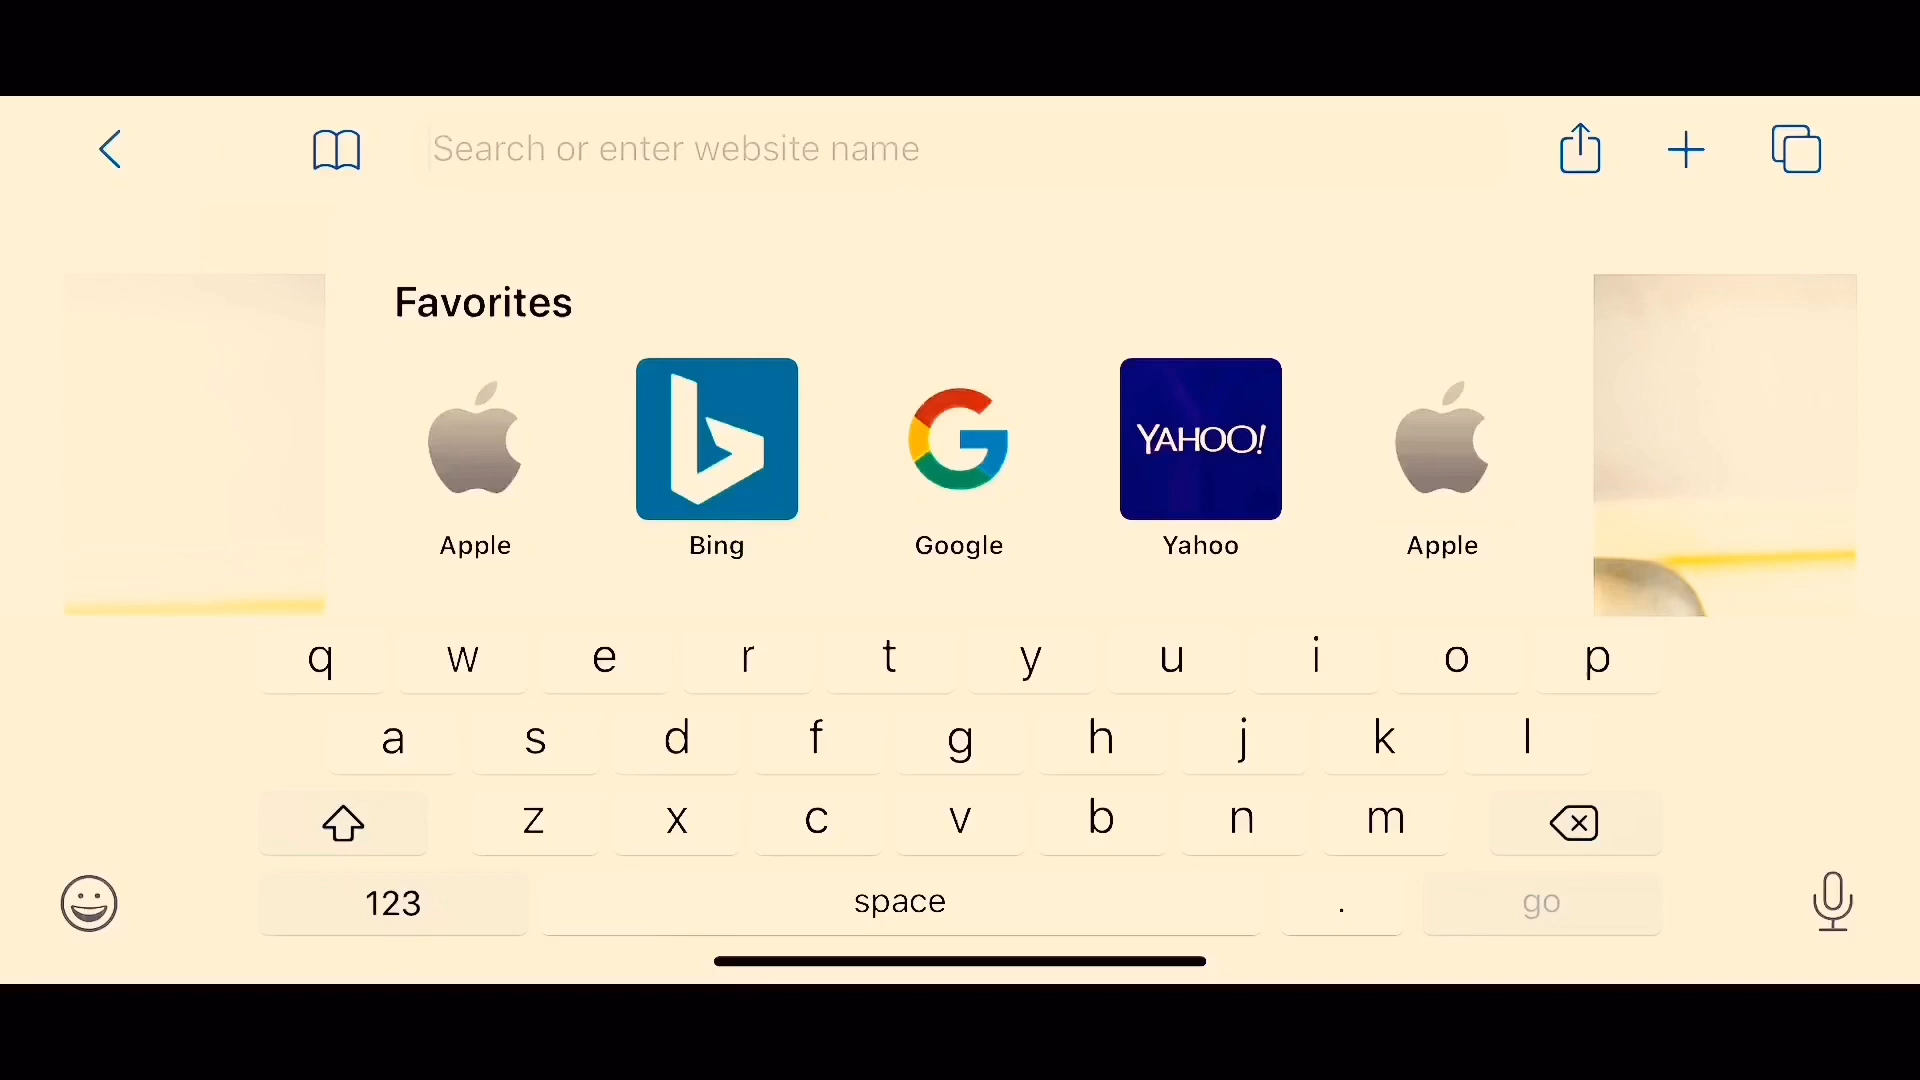 Search or enter website name
Favorites
YAHOO!
Apple Bing Google Yahoo Apple
q w e r t y u i o p
a s d f g h j k l
z x c v b n m
123 space . go